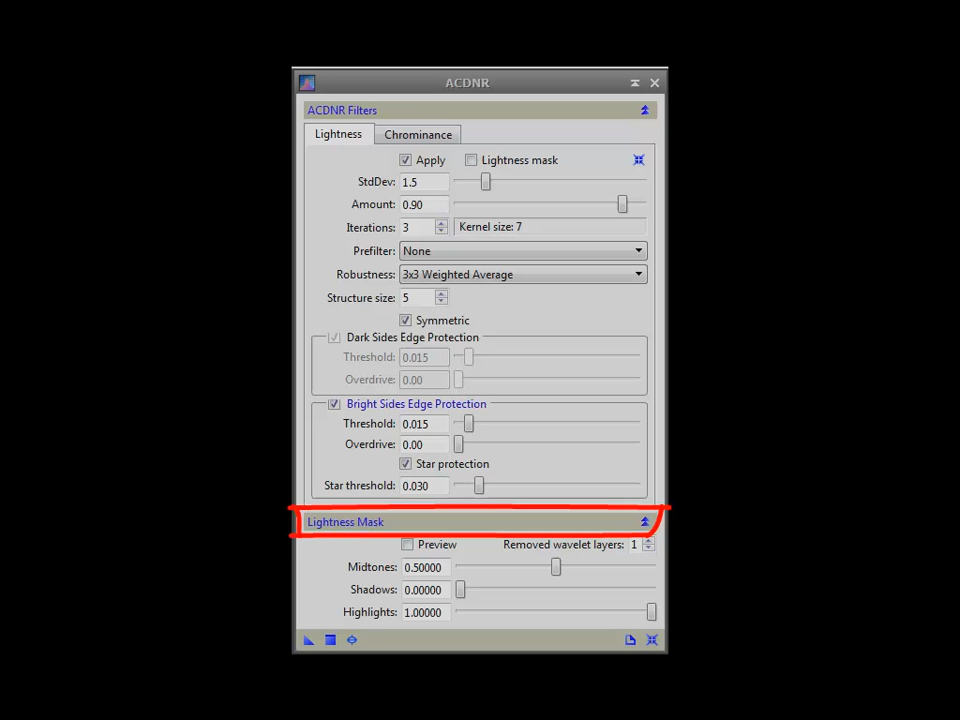 ACDNR
ACDNR Filters
Lightness Chrominance
Apply Lightness mask
StdDev: 1.5
Amount: 0.90
Iterations: 3 Kernel size: 7
Prefilter: None
Robustness: 3x3 Weighted Average
Structure size: 5
Symmetric
Dark Sides Edge Protection
Threshold: 0.015
Overdrive: 0.00
Bright Sides Edge Protection
Threshold: 0.015
Overdrive: 0.00
Star protection
Star threshold: 0.030
Lightness Mask
Preview Removed wavelet layers: 1
Midtones: 0.50000
Shadows: 0.00000
Highlights: 1.00000